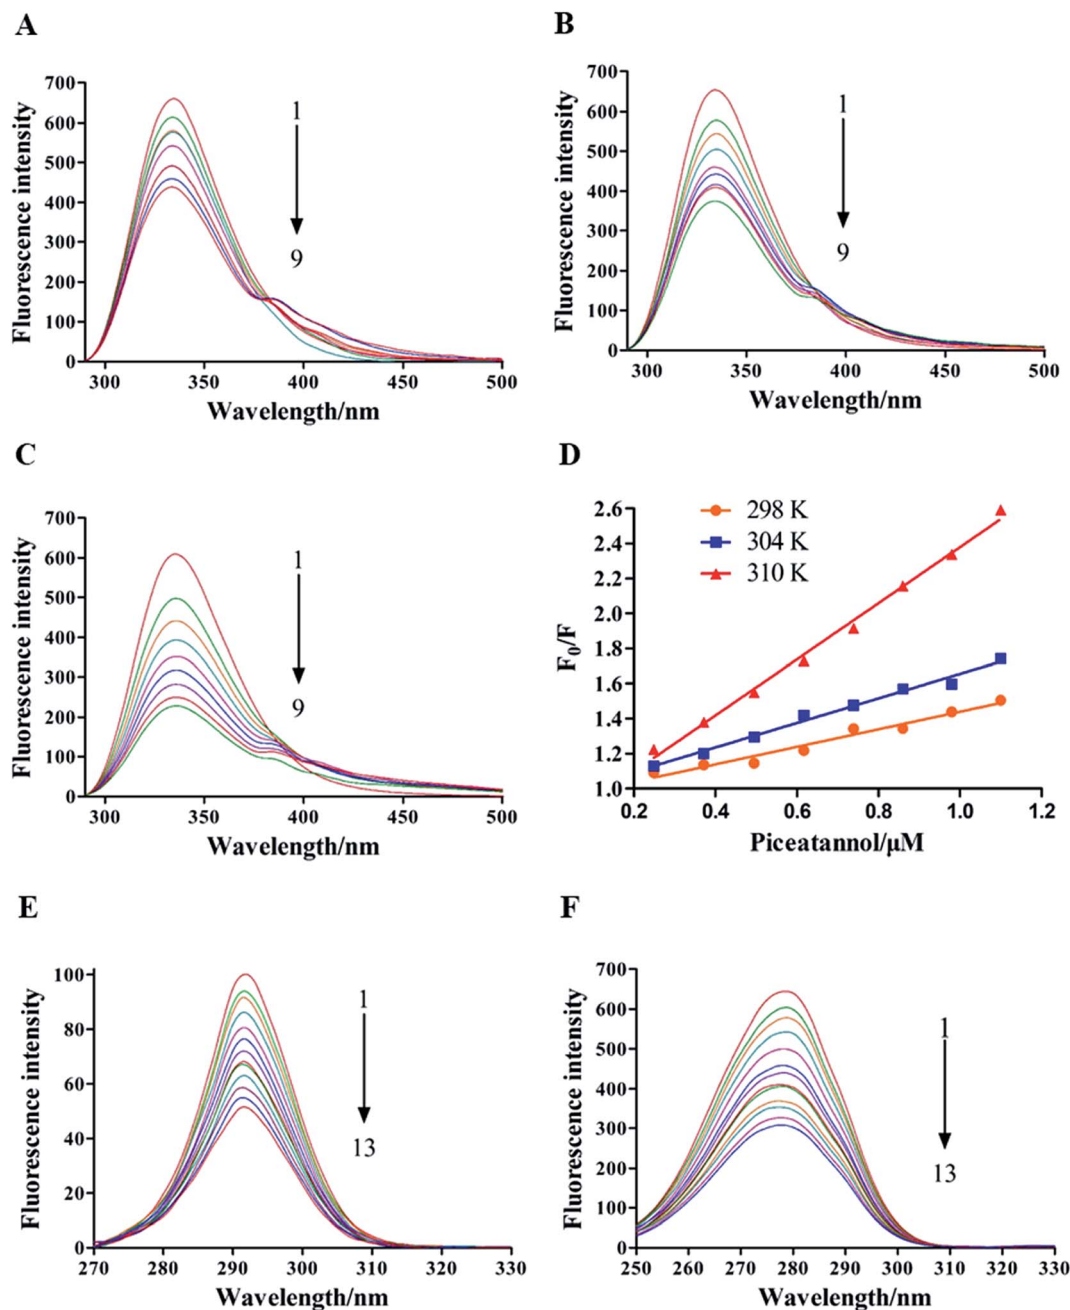 A
Fluorescence intensity
700
600
500
400
300
200
100
0
1
9
300 350 400 450 500
Wavelength/nm
B
Fluorescence intensity
700
600
500
400
300
200
100
0
1
9
300 350 400 450 500
Wavelength/nm
C
Fluorescence intensity
700
600
500
400
300
200
100
0
1
9
300 350 400 450 500
Wavelength/nm
D
F₀/F
2.6
2.4
2.2
2.0
1.8
1.6
1.4
1.2
1.0
298 K
304 K
310 K
0.2 0.4 0.6 0.8 1.0 1.2
Piceatannol/µM
E
Fluorescence intensity
100
80
60
40
20
0
1
13
270 280 290 300 310 320 330
Wavelength/nm
F
Fluorescence intensity
700
600
500
400
300
200
100
0
1
13
250 260 270 280 290 300 310 320 330
Wavelength/nm